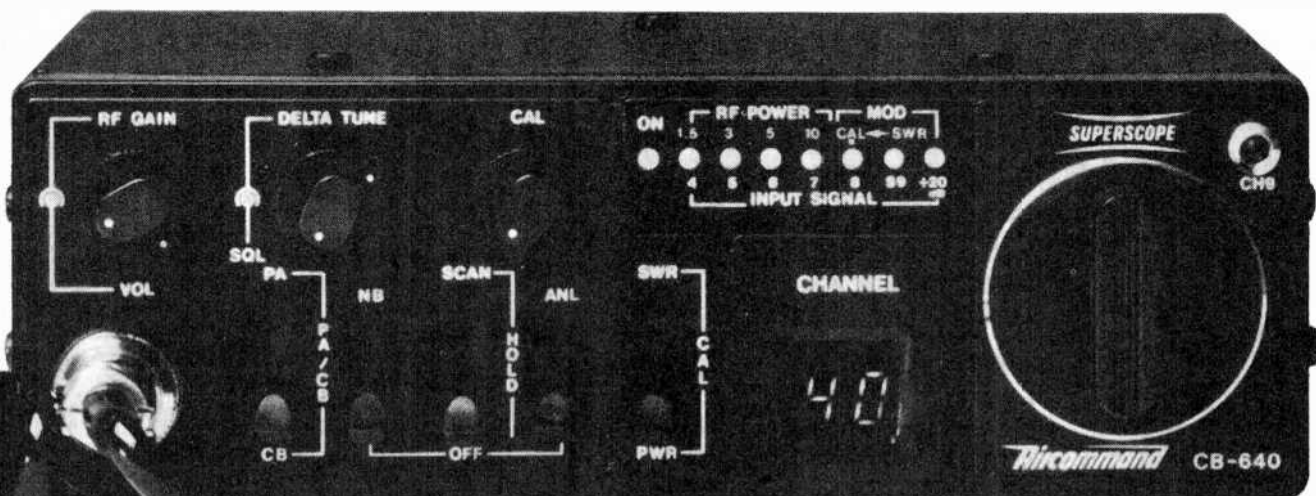 RF GAIN
VOL
DELTA TUNE
SQL
CAL
ON
RF POWER
MOD
1.5 3 5 10 CAL SWR
4 5 6 7 8 S9 +20
INPUT SIGNAL
SUPERSCOPE
CH9
PA
PA/CB
CB
NB
SCAN
HOLD
ANL
OFF
SWR
CAL
PWR
CHANNEL
40
Aircommand CB-640